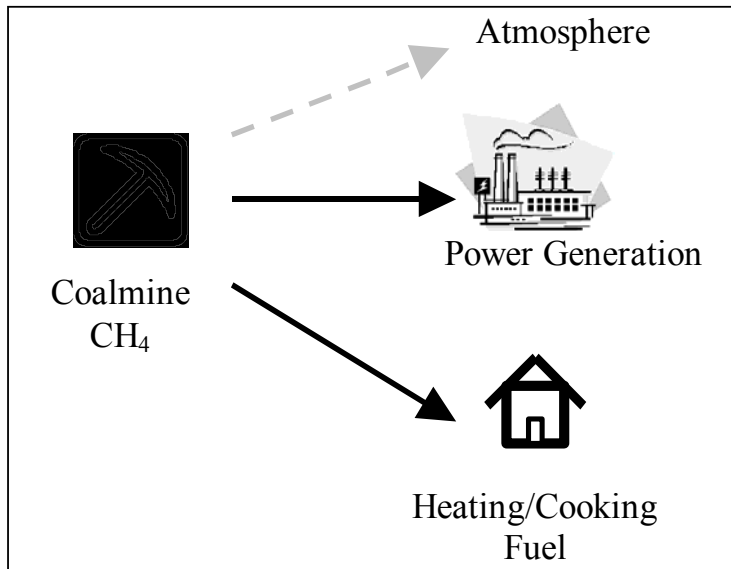 Atmosphere
Power Generation
Coalmine
CH₄
Heating/Cooking
Fuel